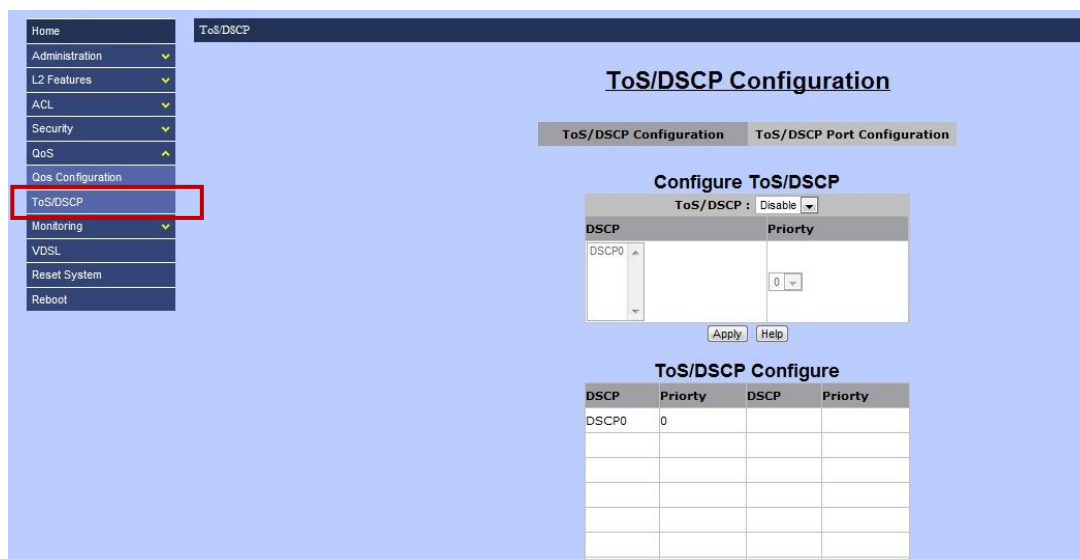 Home
Administration
L2 Features
ACL
Security
QoS
Qos Configuration
ToS/DSCP
Monitoring
VDSL
Reset System
Reboot
ToS/DSCP
ToS/DSCP Configuration
ToS/DSCP Configuration ToS/DSCP Port Configuration
Configure ToS/DSCP
ToS/DSCP : Disable
DSCP Priorty
DSCP0 0
Apply Help
ToS/DSCP Configure
DSCP Priorty DSCP Priorty
DSCP0 0